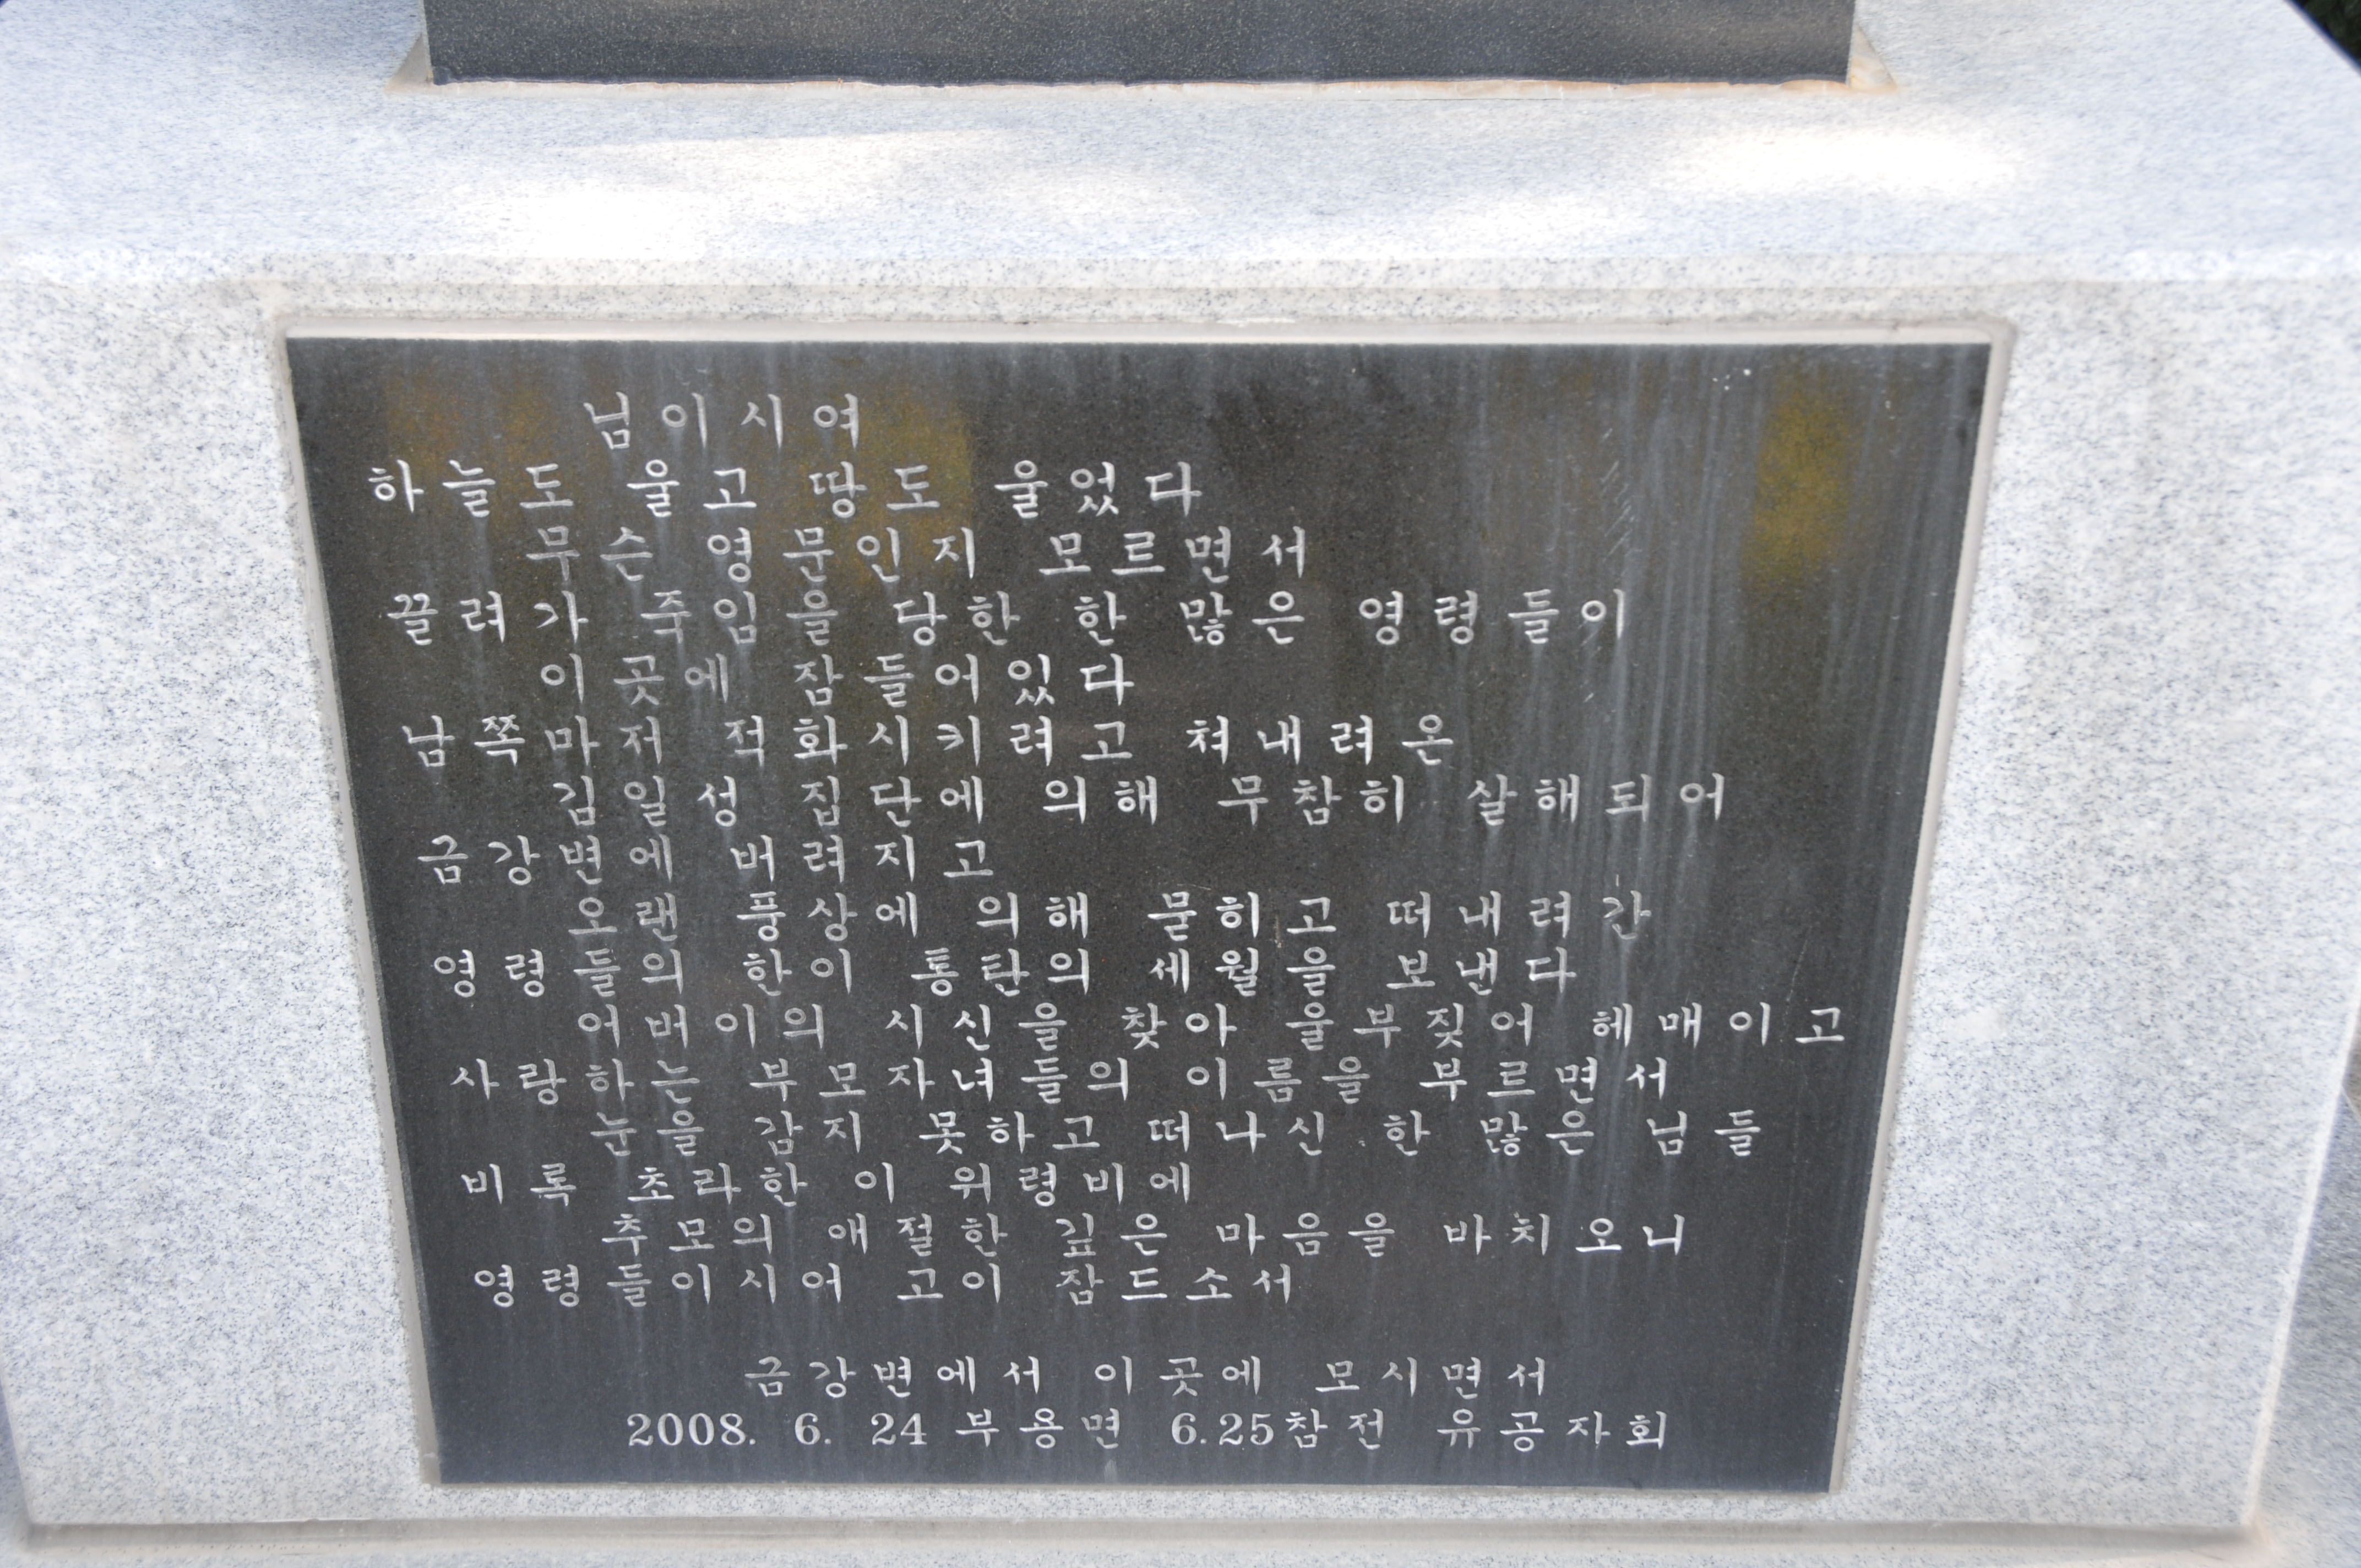 님이시여
하늘도 울고 땅도 울었다
무슨 영문인지 모르면서
끌려가 죽임을 당한 한 많은 영령들이
이곳에 잠들어있다
남쪽마저 적화시키려고 쳐내려온
김일성 집단에 의해 무참히 살해되어
금강변에 버려지고
오랜 풍상에 의해 묻히고 떠내려간
영령들의 한이 통탄의 세월을 보낸다
어버이의 시신을 찾아 울부짖어 헤매이고
사랑하는 부모자녀들의 이름을 부르면서
눈을 감지 못하고 떠나신 한 많은 님들
비록 초라한 이 위령비에
추모의 애절한 깊은 마음을 바치오니
영령들이시어 고이 잠드소서
금강변에서 이곳에 모시면서
2008. 6. 24 부용면 6.25참전 유공자회